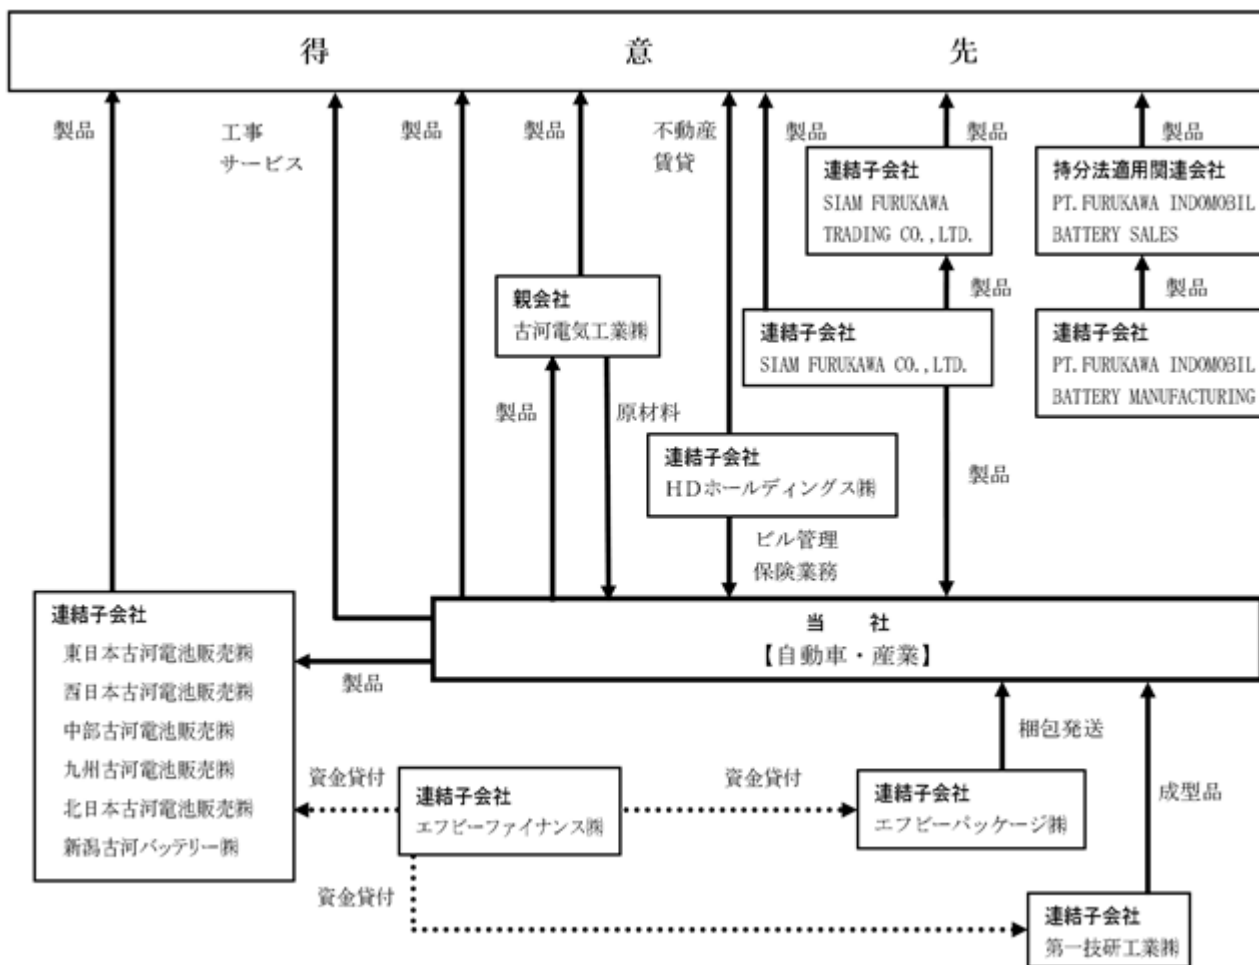 得意先
製品
工事
サービス
製品
製品
不動産
賃貸
製品
製品
製品
連結子会社
SIAM FURUKAWA
TRADING CO.,LTD.
持分法適用関連会社
PT.FURUKAWA INDOMOBIL
BATTERY SALES
製品
製品
親会社
古河電気工業㈱
連結子会社
SIAM FURUKAWA CO.,LTD.
連結子会社
PT.FURUKAWA INDOMOBIL
BATTERY MANUFACTURING
製品
原材料
連結子会社
HDホールディングス㈱
製品
ビル管理
保険業務
当社
【自動車・産業】
連結子会社
東日本古河電池販売㈱
西日本古河電池販売㈱
中部古河電池販売㈱
九州古河電池販売㈱
北日本古河電池販売㈱
新潟古河バッテリー㈱
製品
梱包発送
成型品
資金貸付
連結子会社
エフビーファイナンス㈱
資金貸付
連結子会社
エフビーパッケージ㈱
資金貸付
連結子会社
第一技研工業㈱